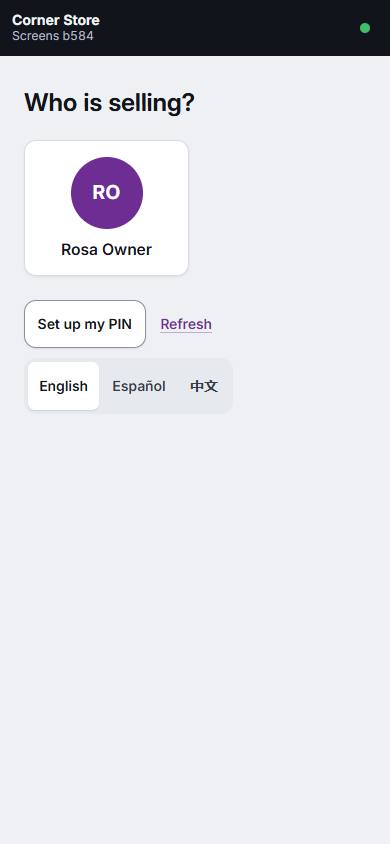 Corner Store
Screens b584
Who is selling?
RO
Rosa Owner
Set up my PIN
Refresh
English
Español
中文